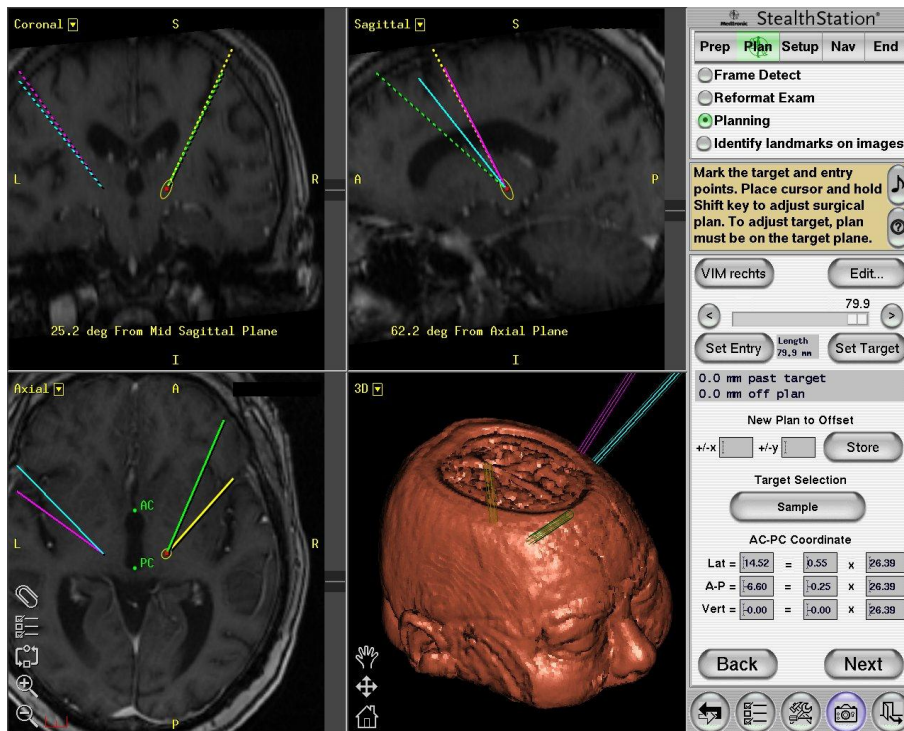 Coronal
S
L
R
25.2 deg From Mid Sagittal Plane
I
Sagittal
S
A
P
62.2 deg From Axial Plane
I
Axial
A
AC
L
R
PC
P
3D
Medtronic
StealthStation®
Prep Plan Setup Nav End
Frame Detect
Reformat Exam
Planning
Identify landmarks on images
Mark the target and entry
points. Place cursor and hold
Shift key to adjust surgical
plan. To adjust target, plan
must be on the target plane.
VIM rechts Edit...
79.9
< >
Set Entry Length 79.9 mm Set Target
0.0 mm past target
0.0 mm off plan
New Plan to Offset
+/-x +/-y Store
Target Selection
Sample
AC-PC Coordinate
Lat = 14.52 = 0.55 x 26.39
A-P = -6.60 = -0.25 x 26.39
Vert = -0.00 = -0.00 x 26.39
Back Next